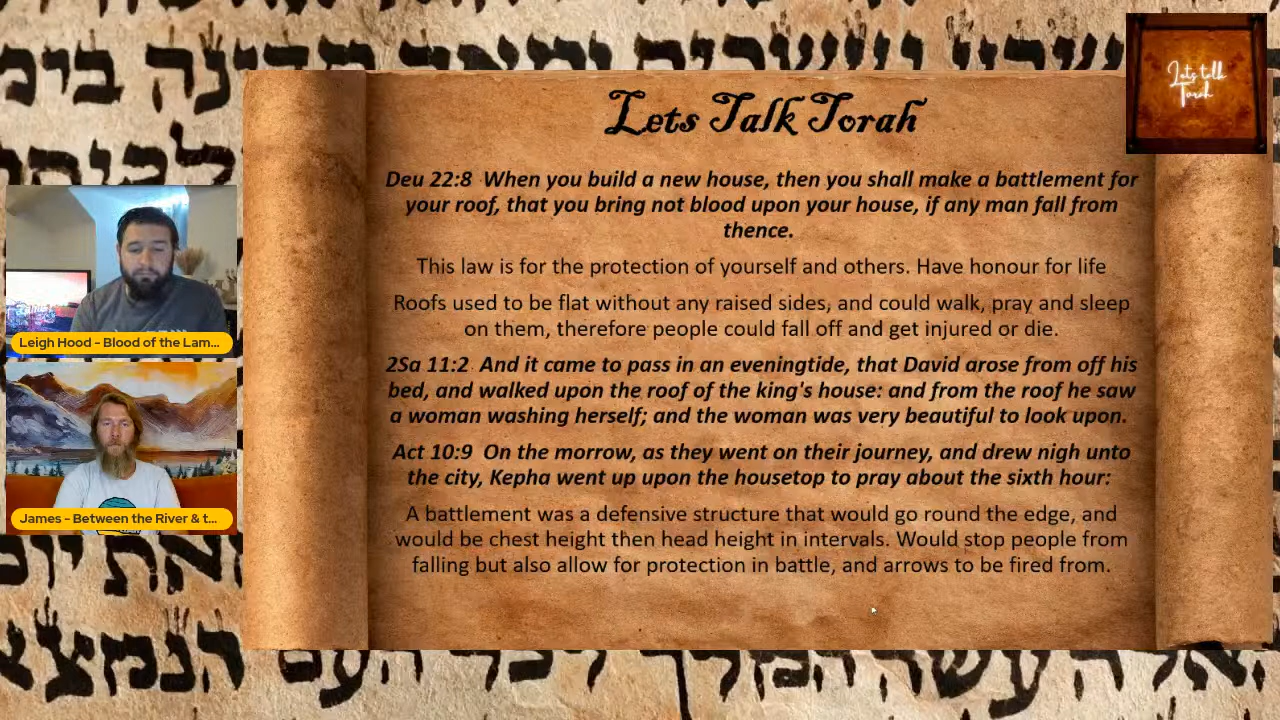 עשרים ושבע מדינה בימ
Lets talk
Torah
Lets Talk Torah
Deu 22:8 When you build a new house, then you shall make a battlement for
your roof, that you bring not blood upon your house, if any man fall from
thence.
This law is for the protection of yourself and others. Have honour for life
Roofs used to be flat without any raised sides, and could walk, pray and sleep
on them, therefore people could fall off and get injured or die.
2Sa 11:2 And it came to pass in an eveningtide, that David arose from off his
bed, and walked upon the roof of the king's house: and from the roof he saw
a woman washing herself; and the woman was very beautiful to look upon.
Act 10:9 On the morrow, as they went on their journey, and drew nigh unto
the city, Kepha went up upon the housetop to pray about the sixth hour:
A battlement was a defensive structure that would go round the edge, and
would be chest height then head height in intervals. Would stop people from
falling but also allow for protection in battle, and arrows to be fired from.
Leigh Hood - Blood of the Lam...
James - Between the River & t...
המלך לכל העם הנמצא